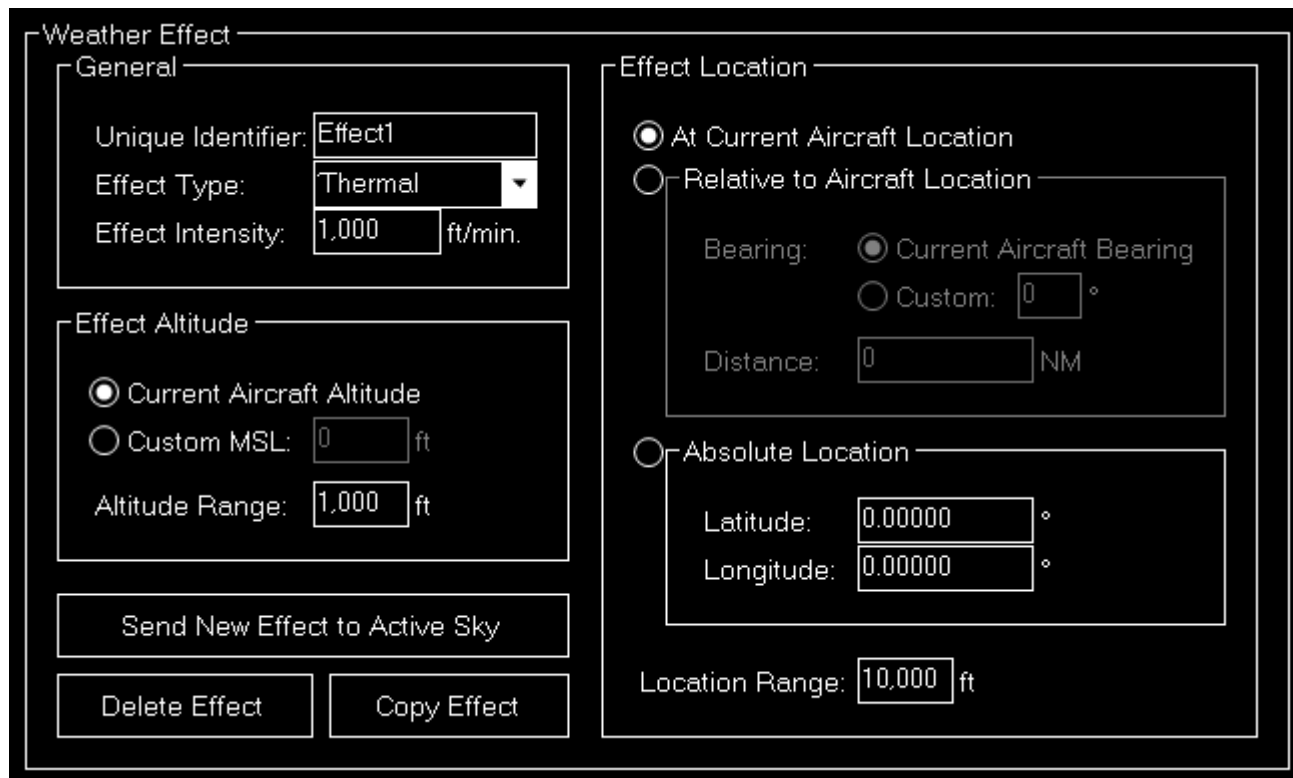 Weather Effect
General
Unique Identifier: Effect1
Effect Type: Thermal
Effect Intensity: 1,000 ft/min.
Effect Altitude
Current Aircraft Altitude
Custom MSL: 0 ft
Altitude Range: 1,000 ft
Send New Effect to Active Sky
Delete Effect Copy Effect
Effect Location
At Current Aircraft Location
Relative to Aircraft Location
Bearing: Current Aircraft Bearing
Custom: 0 °
Distance: 0 NM
Absolute Location
Latitude: 0.00000 °
Longitude: 0.00000 °
Location Range: 10,000 ft